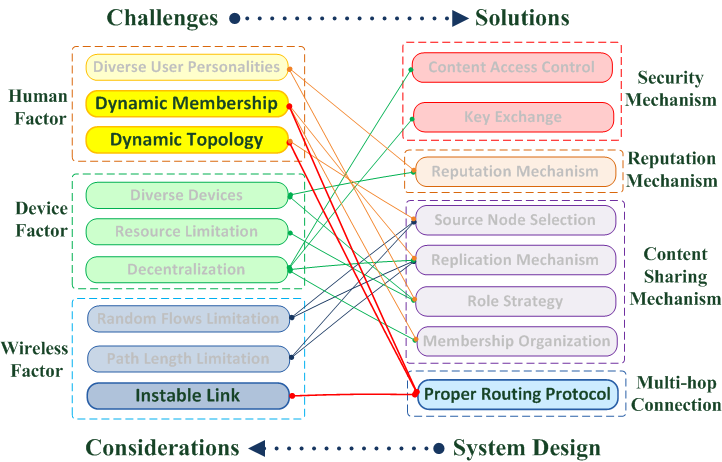 Challenges
Solutions
Human
Factor
Diverse User Personalities
Dynamic Membership
Dynamic Topology
Device
Factor
Diverse Devices
Resource Limitation
Decentralization
Wireless
Factor
Random Flows Limitation
Path Length Limitation
Instable Link
Content Access Control
Key Exchange
Security
Mechanism
Reputation Mechanism
Reputation
Mechanism
Source Node Selection
Replication Mechanism
Role Strategy
Membership Organization
Content
Sharing
Mechanism
Proper Routing Protocol
Multi-hop
Connection
Considerations
System Design